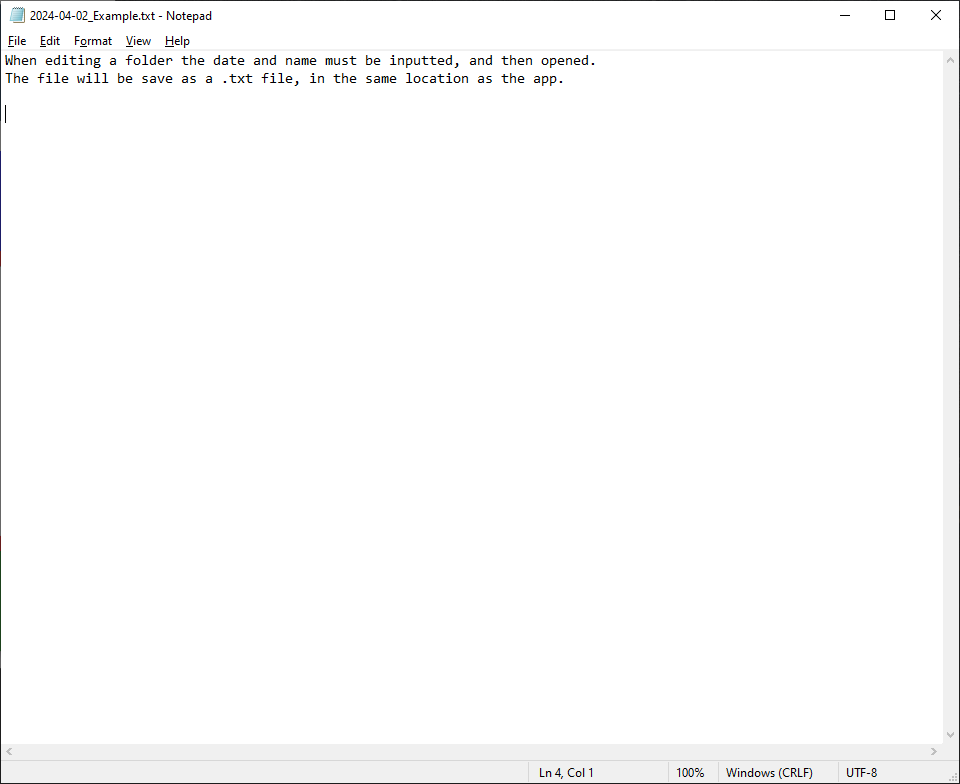 2024-04-02_Example.txt - Notepad
File Edit Format View Help
When editing a folder the date and name must be inputted, and then opened.
The file will be save as a .txt file, in the same location as the app.
Ln 4, Col 1 100% Windows (CRLF) UTF-8